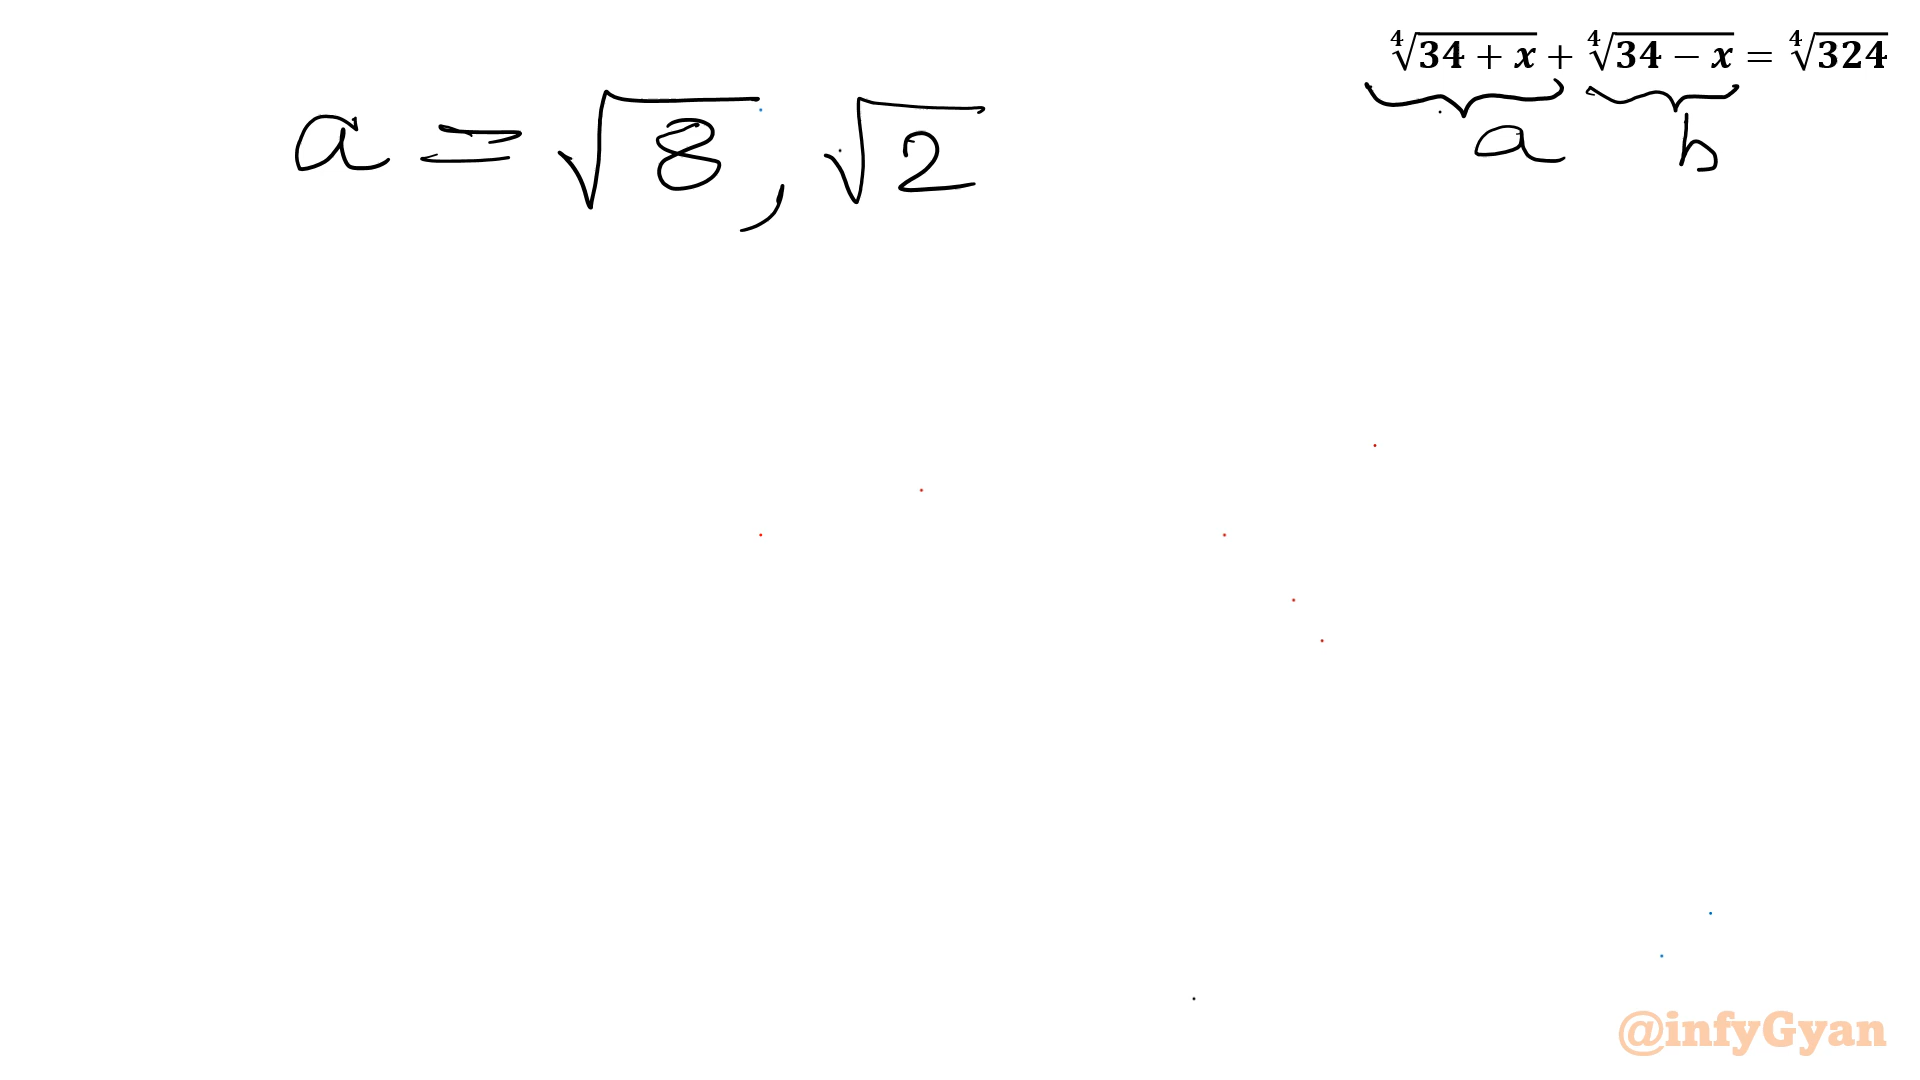 ∜(34 + x) + ∜(34 − x) = ∜324
a = √8, √2
a b
@infyGyan